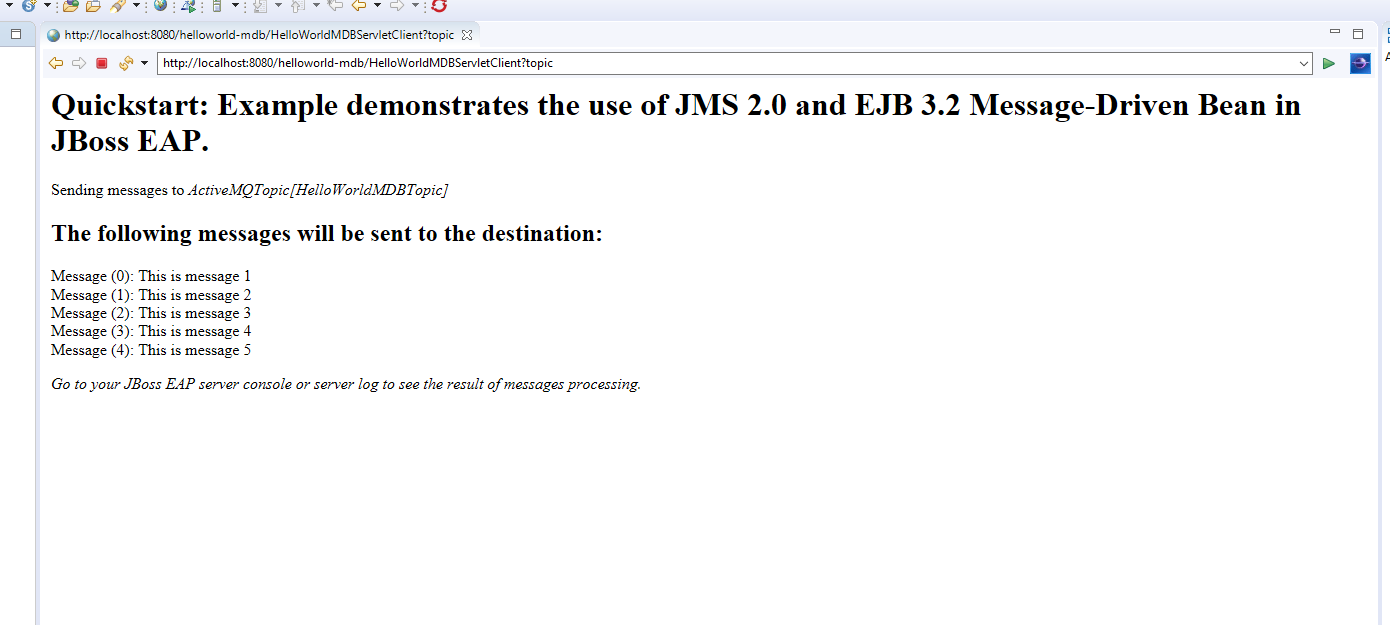 http://localhost:8080/helloworld-mdb/HelloWorldMDBServletClient?topic
http://localhost:8080/helloworld-mdb/HelloWorldMDBServletClient?topic
Quickstart: Example demonstrates the use of JMS 2.0 and EJB 3.2 Message-Driven Bean in
JBoss EAP.
Sending messages to ActiveMQTopic[HelloWorldMDBTopic]
The following messages will be sent to the destination:
Message (0): This is message 1
Message (1): This is message 2
Message (2): This is message 3
Message (3): This is message 4
Message (4): This is message 5
Go to your JBoss EAP server console or server log to see the result of messages processing.